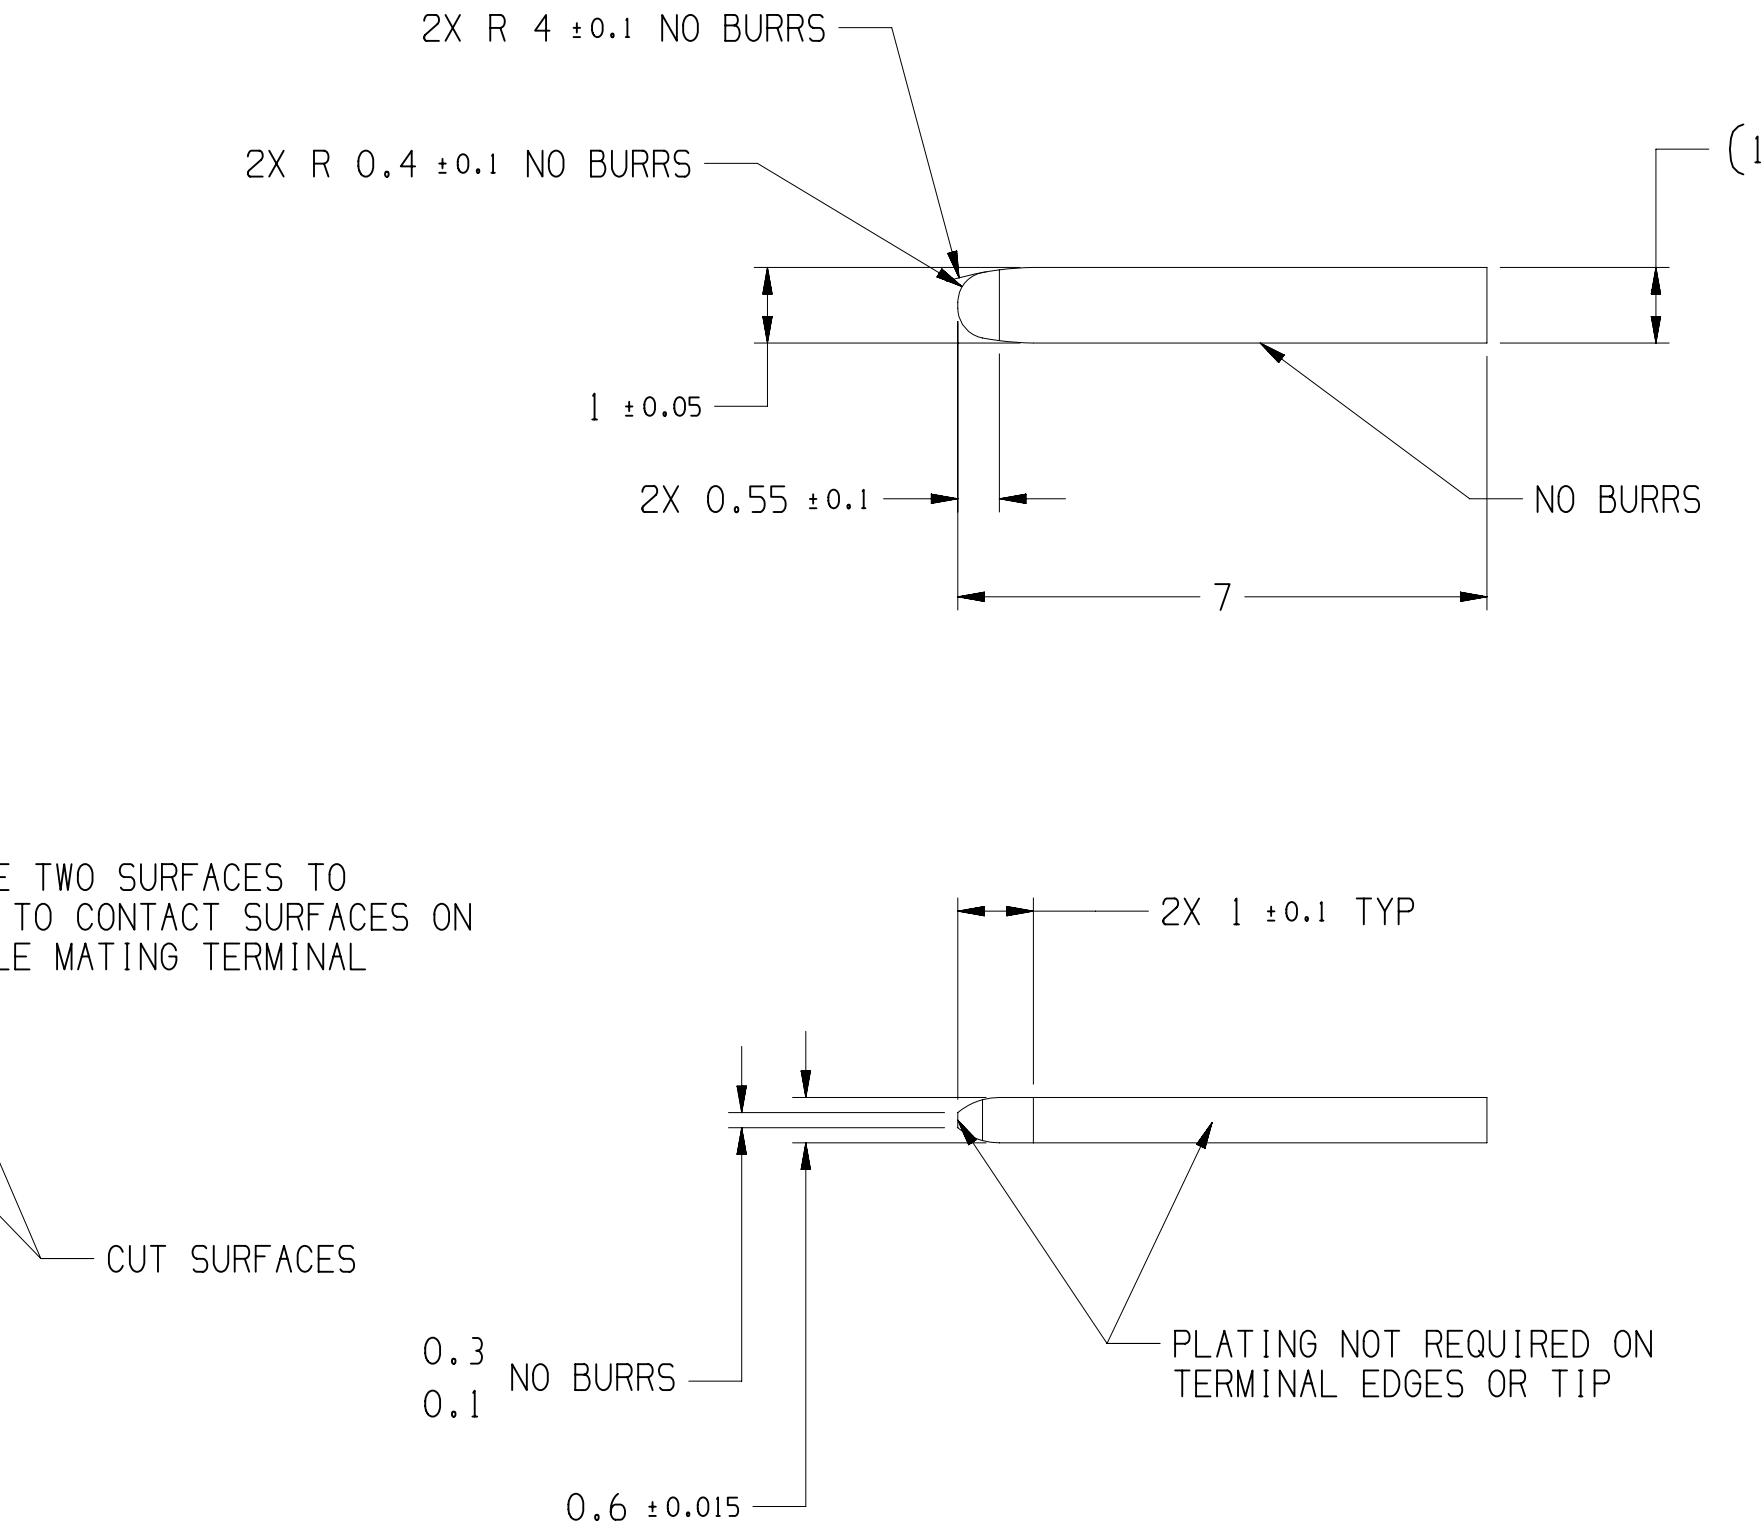 2X R 4 ±0.1 NO BURRS
2X R 0.4 ±0.1 NO BURRS
(1
1 ±0.05
2X 0.55 ±0.1
NO BURRS
7
TWO SURFACES TO
TO CONTACT SURFACES ON
MATING TERMINAL
2X 1 ±0.1 TYP
CUT SURFACES
0.3
0.1
NO BURRS
PLATING NOT REQUIRED ON
TERMINAL EDGES OR TIP
0.6 ±0.015